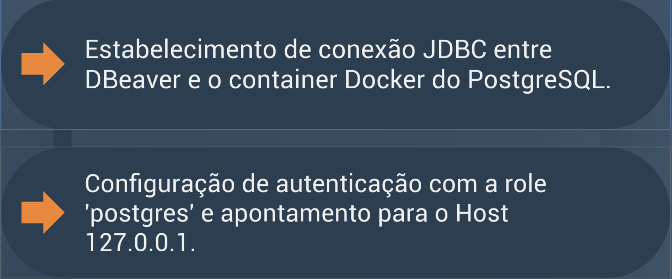 Estabelecimento de conexão JDBC entre
DBeaver e o container Docker do PostgreSQL.
Configuração de autenticação com a role
'postgres' e apontamento para o Host
127.0.0.1.